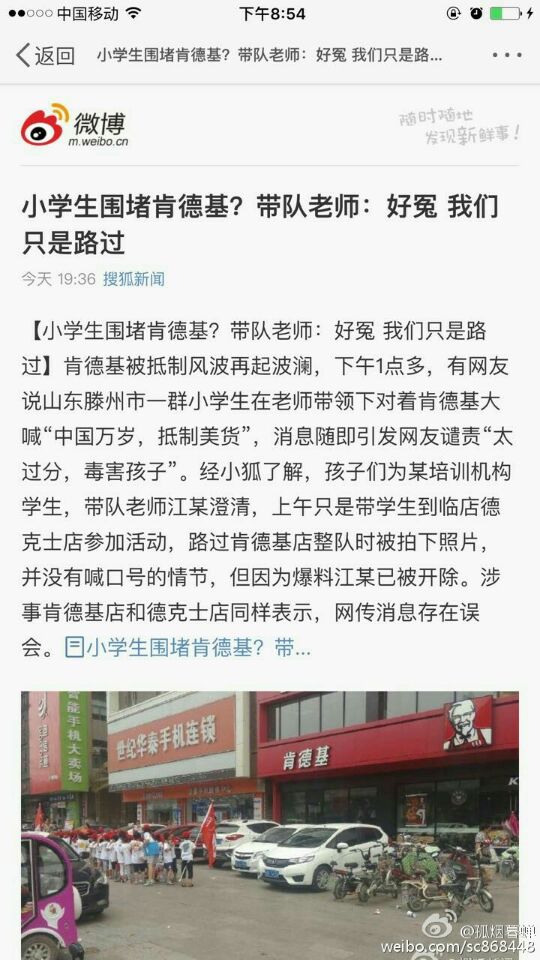 中国移动
下午8:54
返回
小学生围堵肯德基？带队老师：好冤 我们只是路...
微博
m.weibo.cn
随时随地
发现新鲜事！
小学生围堵肯德基？带队老师：好冤 我们
只是路过
今天 19:36 搜狐新闻
【小学生围堵肯德基？带队老师：好冤 我们只是路
过】肯德基被抵制风波再起波澜，下午1点多，有网友
说山东滕州市一群小学生在老师带领下对着肯德基大
喊“中国万岁，抵制美货”，消息随即引发网友谴责“太
过分，毒害孩子”。经小狐了解，孩子们为某培训机构
学生，带队老师江某澄清，上午只是带学生到临店德
克士店参加活动，路过肯德基店整队时被拍下照片，
并没有喊口号的情节，但因为爆料江某已被开除。涉
事肯德基店和德克士店同样表示，网传消息存在误
会。小学生围堵肯德基？带...
智能手机大卖场
世纪华泰手机连锁
肯德基
@孤烟暮蝉
weibo.com/sc868448